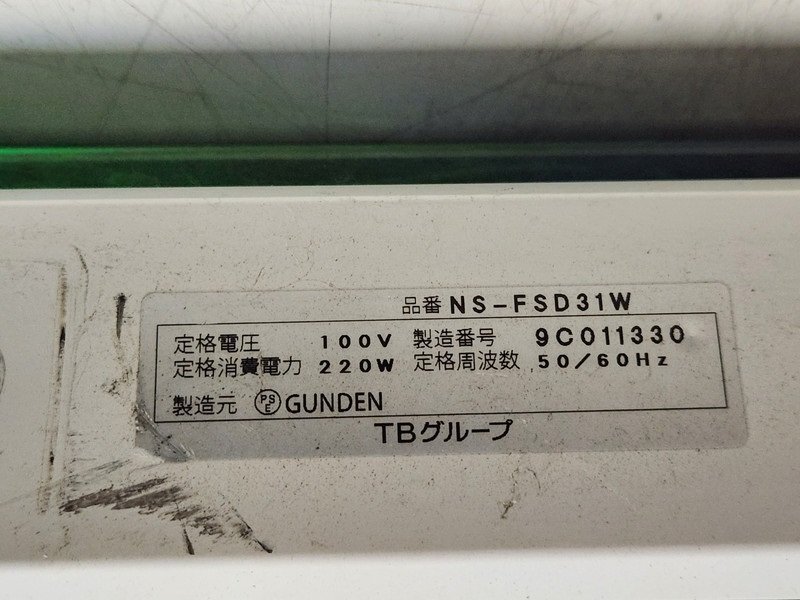 品番 NS-FSD31W
定格電圧 100V 製造番号 9C011330
定格消費電力 220W 定格周波数 50/60Hz
製造元 PSE GUNDEN
TBグループ